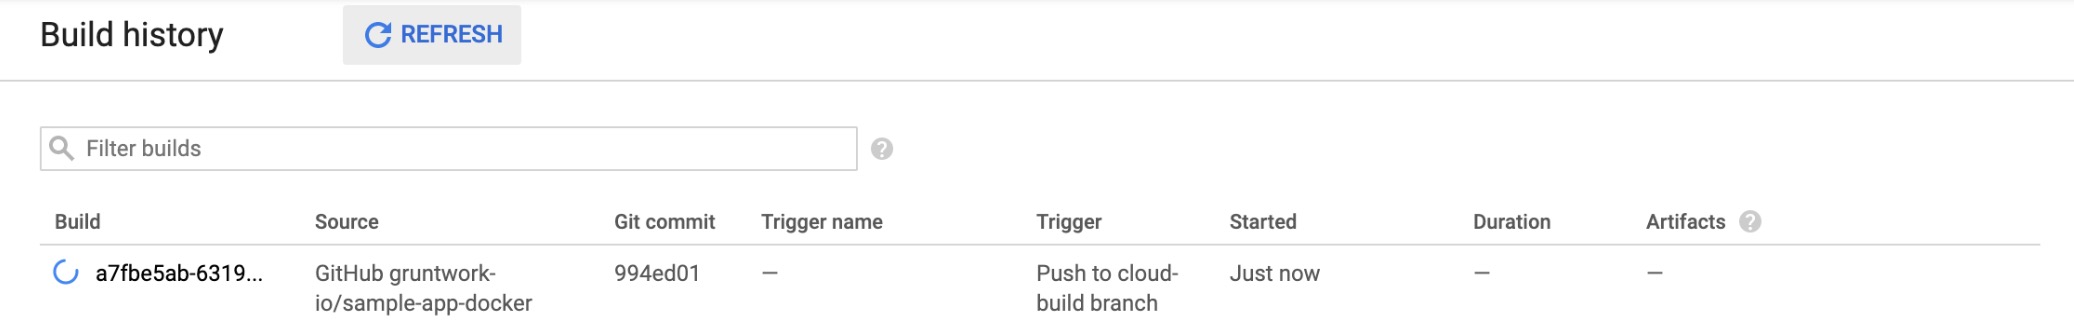 Build history REFRESH
Filter builds
Build Source Git commit Trigger name Trigger Started Duration Artifacts
a7fbe5ab-6319... GitHub gruntwork- 994ed01 — Push to cloud- Just now — —
io/sample-app-docker build branch